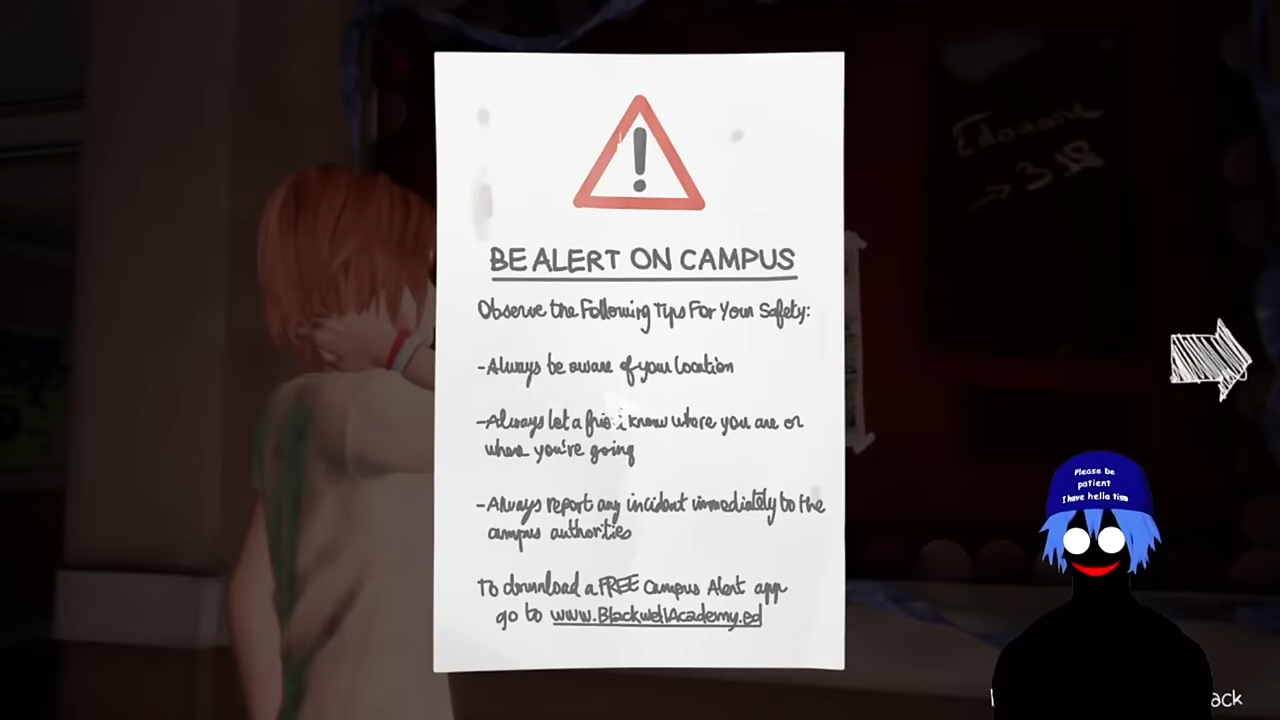 !
BE ALERT ON CAMPUS
Observe the Following Tips For Your Safety:
-Always be aware of your location
-Always let a know where you are or
where you're going
-Always report any incident immediately to the
campus authorities
To download a FREE Campus Alert app
go to www.BlackwellAcademy.ed
Please be
patient
I have hella tism
ack